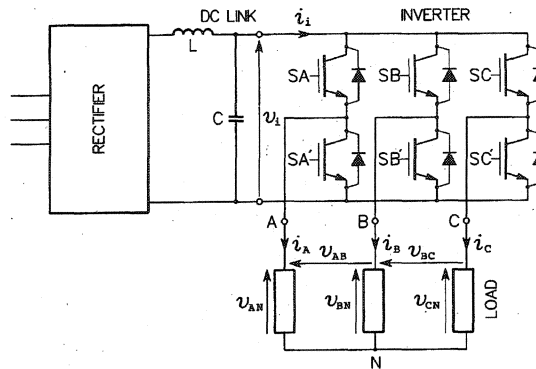 DC LINK
i_i
INVERTER
L
RECTIFIER
C
v_i
SA
SB
SC
SA'
SB'
SC'
A
B
C
i_A
v_AB
i_B
v_BC
i_C
v_AN
v_BN
v_CN
LOAD
N